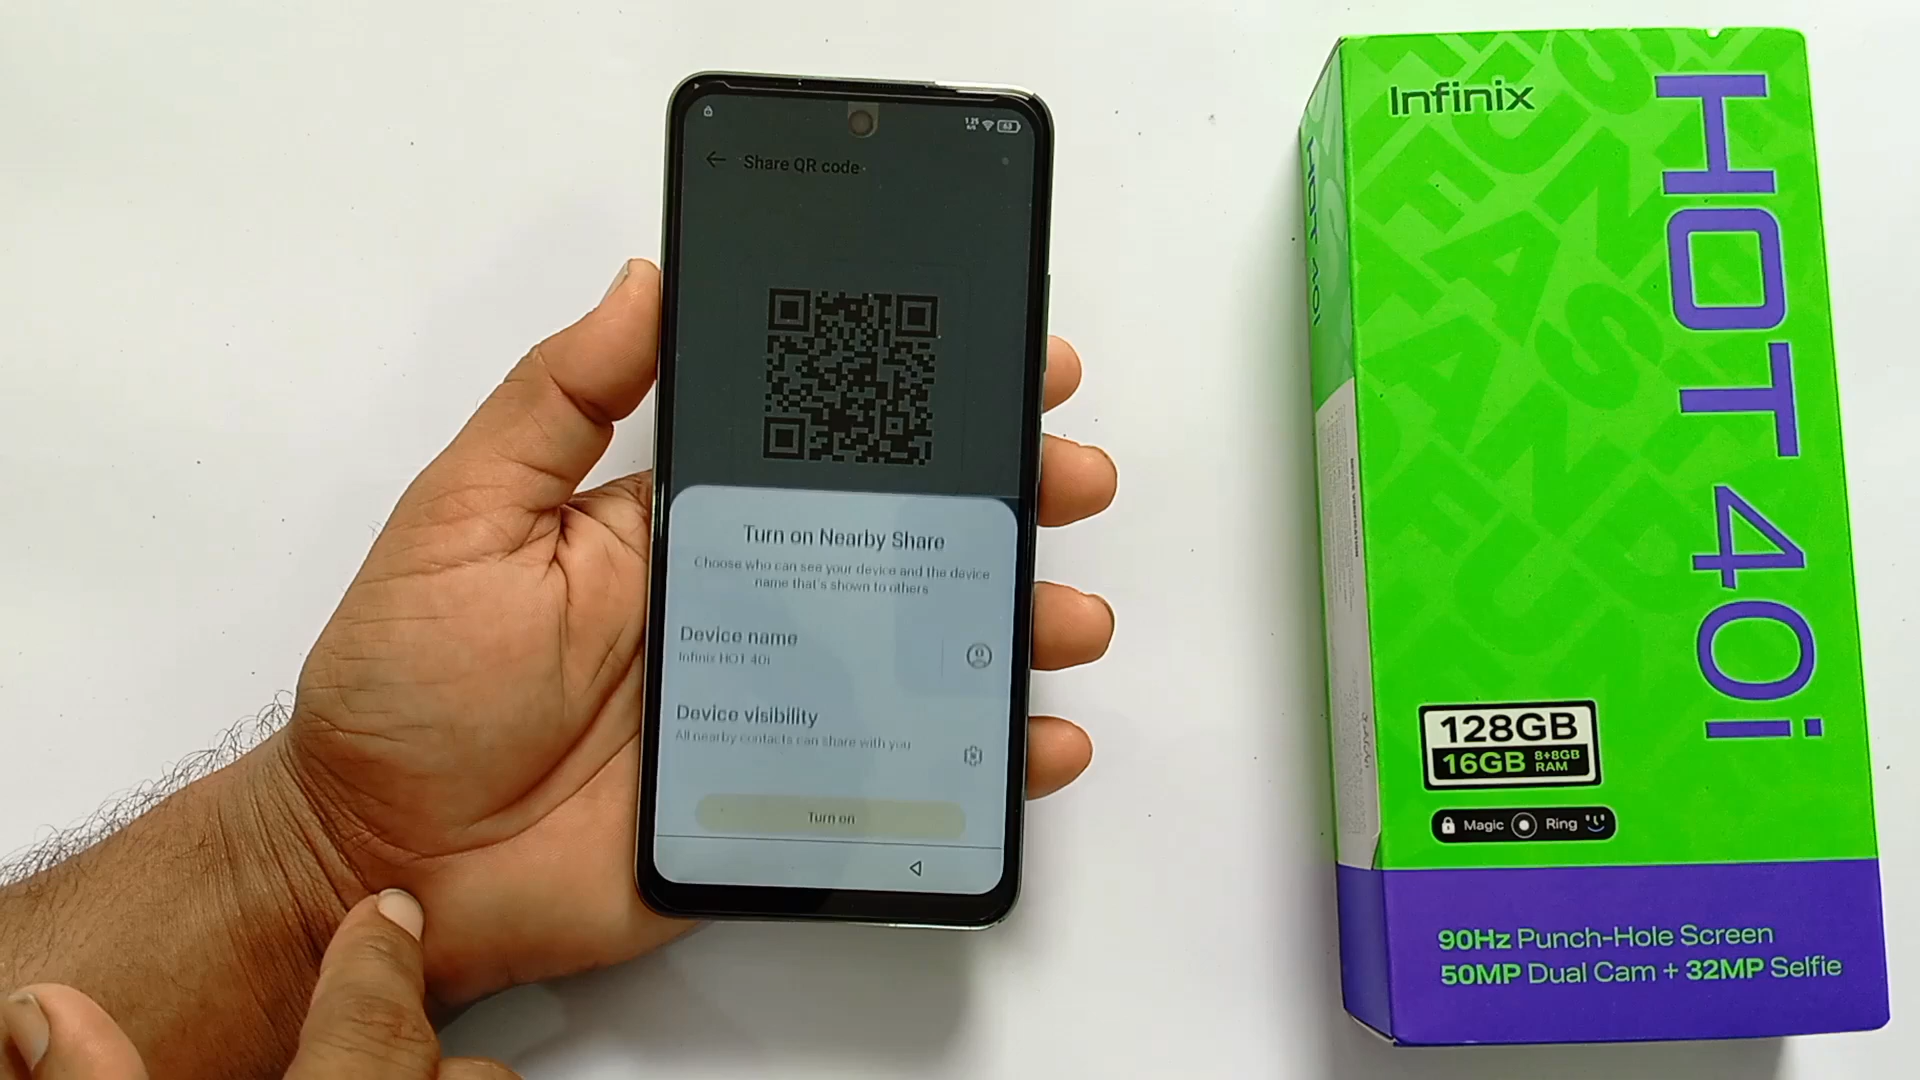 Share QR code
Turn on Nearby Share
Choose who can see your device and the device
name that's shown to others
Device name
Infinix HOT 40i
Device visibility
All nearby contacts can share with you
Turn on
Infinix
HOT 40i
HOT 40i
128GB
16GB 8+8GB RAM
Magic Ring
90Hz Punch-Hole Screen
50MP Dual Cam + 32MP Selfie